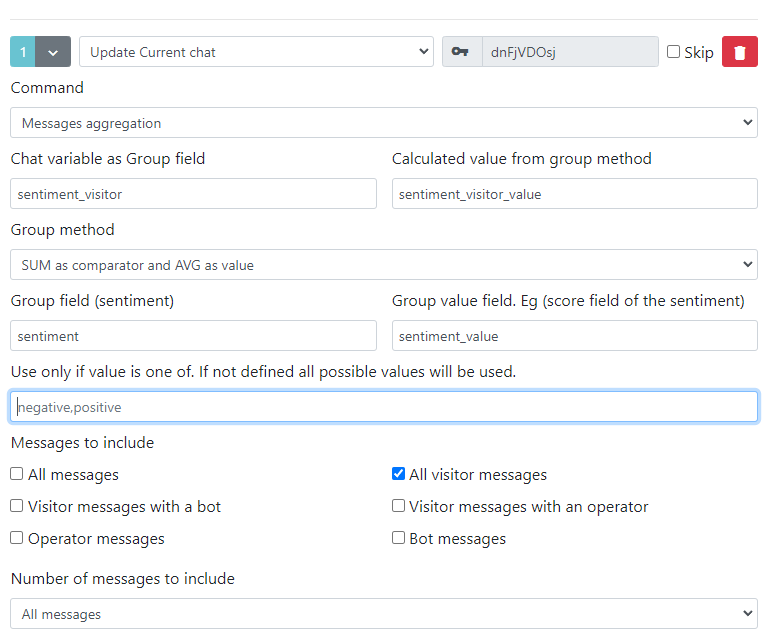 1 Update Current chat dnFjVDOsj Skip
Command
Messages aggregation
Chat variable as Group field Calculated value from group method
sentiment_visitor sentiment_visitor_value
Group method
SUM as comparator and AVG as value
Group field (sentiment) Group value field. Eg (score field of the sentiment)
sentiment sentiment_value
Use only if value is one of. If not defined all possible values will be used.
negative,positive
Messages to include
All messages All visitor messages
Visitor messages with a bot Visitor messages with an operator
Operator messages Bot messages
Number of messages to include
All messages